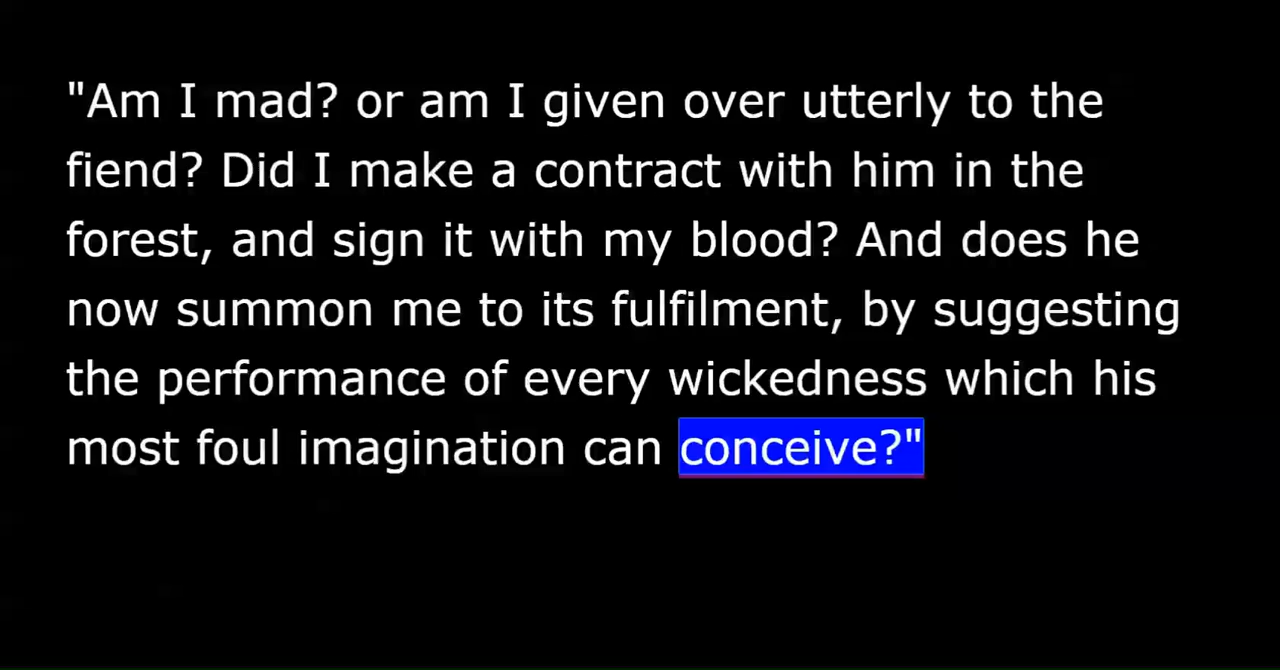 "Am I mad? or am I given over utterly to the
fiend? Did I make a contract with him in the
forest, and sign it with my blood? And does he
now summon me to its fulfilment, by suggesting
the performance of every wickedness which his
most foul imagination can conceive?"